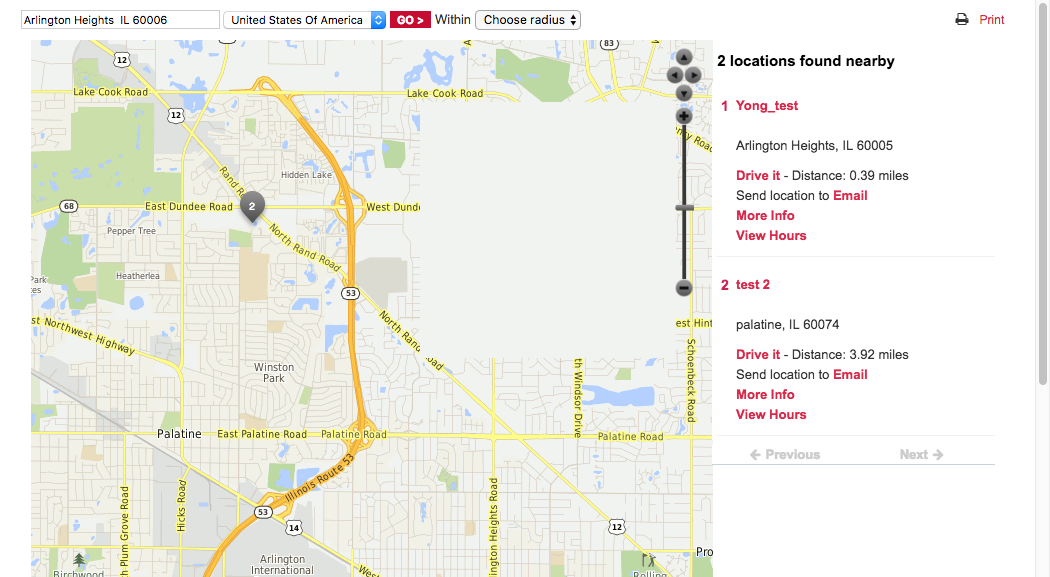 Arlington Heights IL 60006
United States Of America
GO >
Within
Choose radius
Print
2 locations found nearby
1 Yong_test
Arlington Heights, IL 60005
Drive it - Distance: 0.39 miles
Send location to Email
More Info
View Hours
2 test 2
palatine, IL 60074
Drive it - Distance: 3.92 miles
Send location to Email
More Info
View Hours
Previous
Next
12
83
Lake Cook Road
Lake Cook Road
12
Hidden Lake
Rand
68
East Dundee Road
2
West Dund
Pepper Tree
North Rand Road
Heatherlea
Park
53
st Northwest Highway
North Rand
oad
est Hint
Winston
Park
th Windsor Drive
Schoenbeck Road
Palatine
East Palatine Road
Palatine Road
Palatine Road
Illinois Route 53
h Plum Grove Road
Hicks Road
lington Heights Road
53
14
12
Arlington
International
Birchwood
West
Pro
Rolling